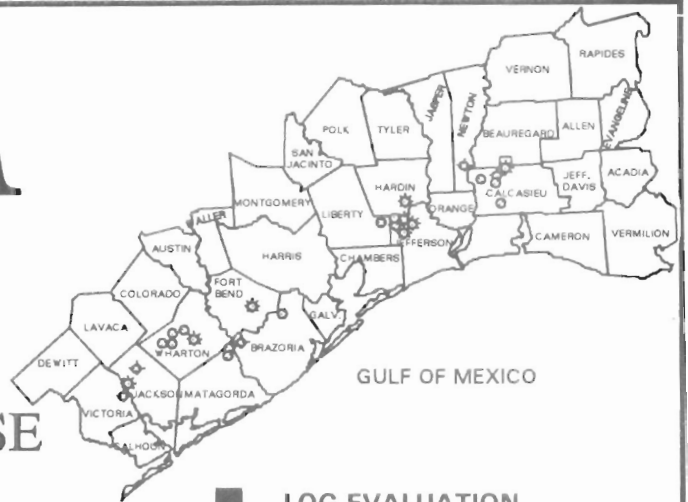 RAPIDES
VERNON
EVANGELINE
ALLEN
BEAUREGARD
NEWTON
JASPER
TYLER
POLK
SAN
JACINTO
ACADIA
JEFF.
DAVIS
CALCASIEU
HARDIN
ORANGE
LIBERTY
MONTGOMERY
WALLER
VERMILION
CAMERON
JEFFERSON
CHAMBERS
HARRIS
AUSTIN
FORT
BEND
GALV.
COLORADO
LAVACA
BRAZORIA
WHARTON
DEWITT
GULF OF MEXICO
JACKSON
MATAGORDA
VICTORIA
CALHOUN
SE
LOG EVALUATION